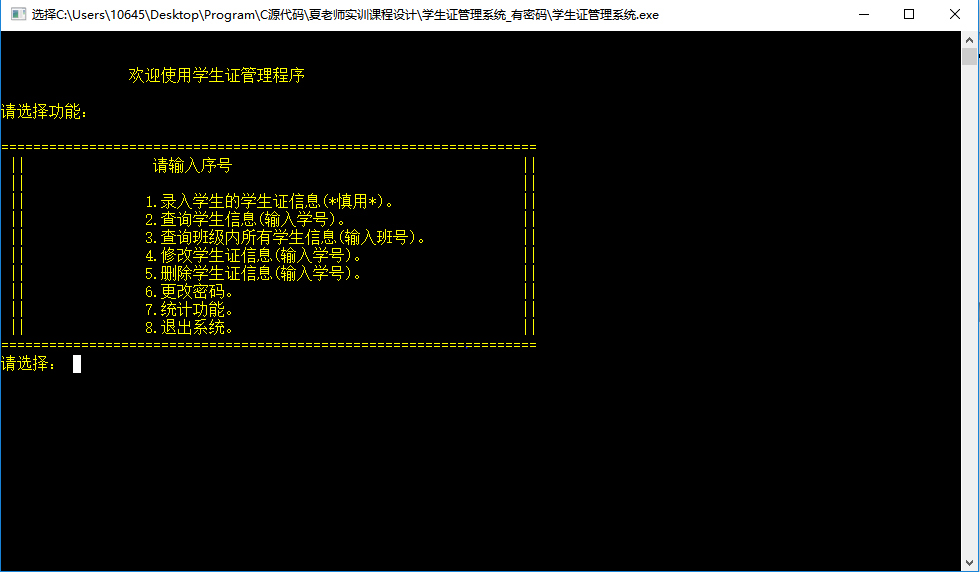 选择C:\Users\10645\Desktop\Program\C源代码\夏老师实训课程设计\学生证管理系统_有密码\学生证管理系统.exe
欢迎使用学生证管理程序
请选择功能：
===================================================================
|| 请输入序号 ||
|| ||
|| 1.录入学生的学生证信息(*慎用*)。 ||
|| 2.查询学生信息(输入学号)。 ||
|| 3.查询班级内所有学生信息(输入班号)。 ||
|| 4.修改学生证信息(输入学号)。 ||
|| 5.删除学生证信息(输入学号)。 ||
|| 6.更改密码。 ||
|| 7.统计功能。 ||
|| 8.退出系统。 ||
===================================================================
请选择：